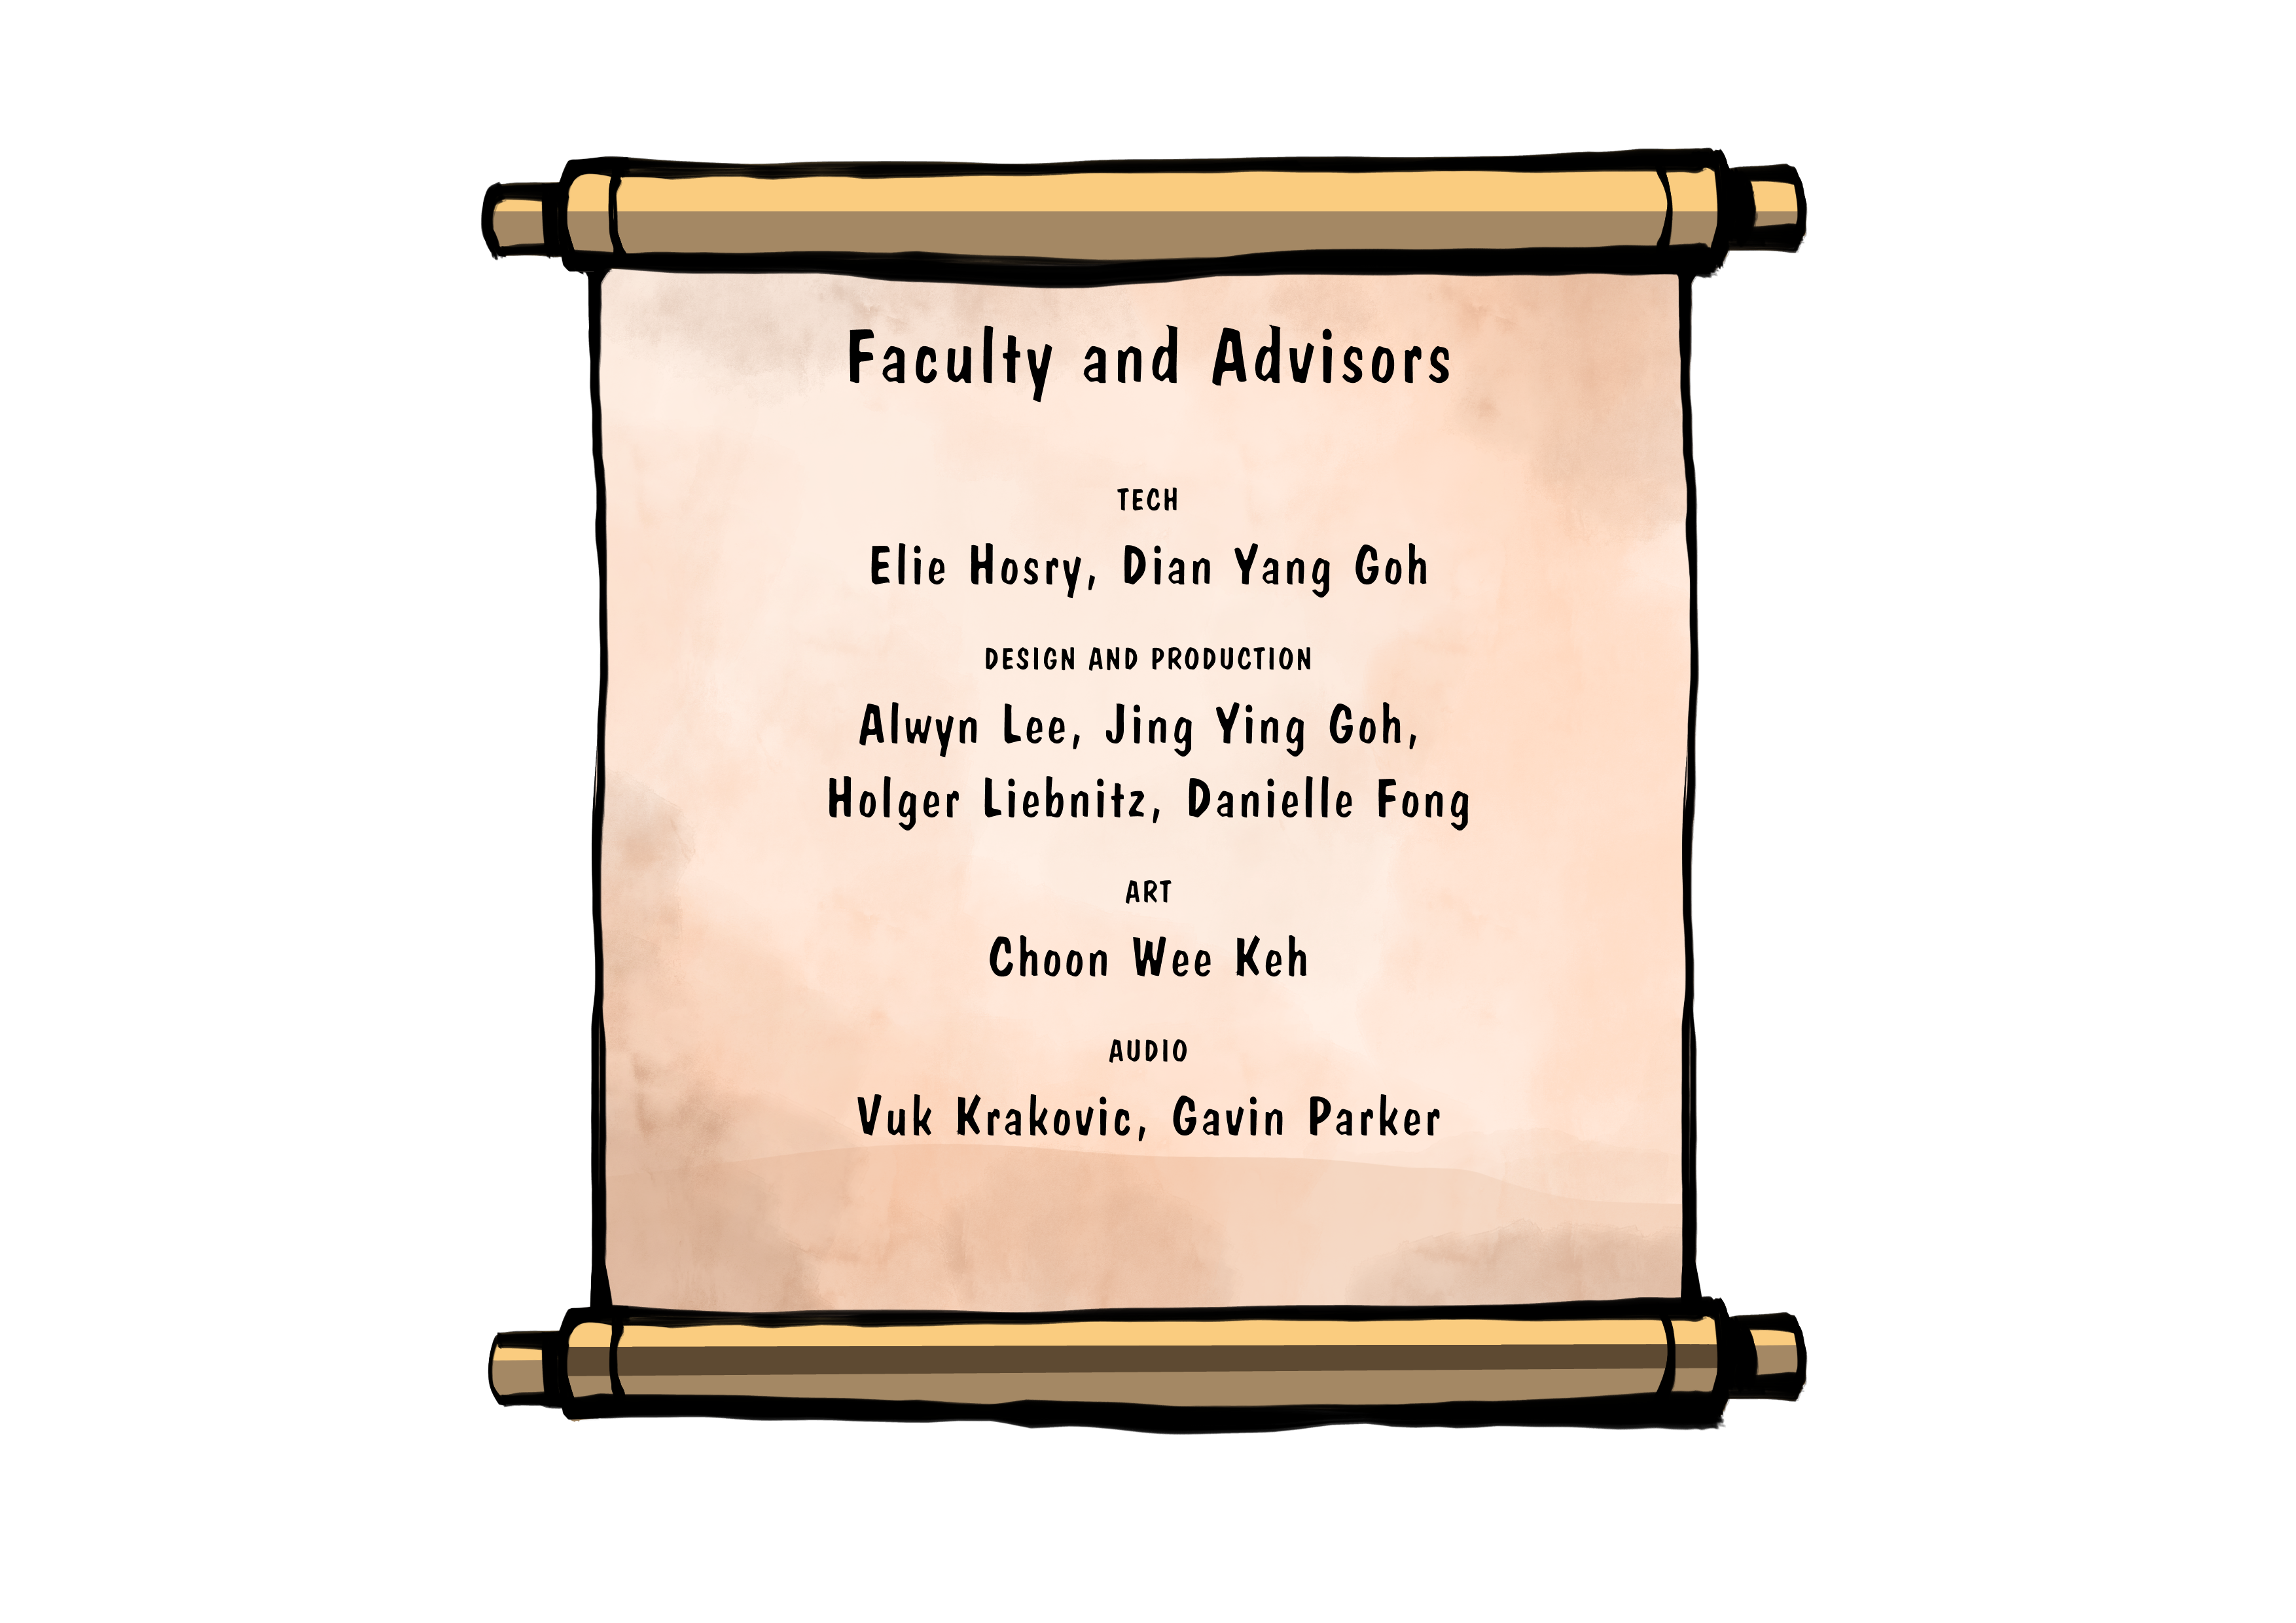 Faculty and Advisors
TECH
Elie Hosry, Dian Yang Goh
DESIGN AND PRODUCTION
Alwyn Lee, Jing Ying Goh,
Holger Liebnitz, Danielle Fong
ART
Choon Wee Keh
AUDIO
Vuk Krakovic, Gavin Parker